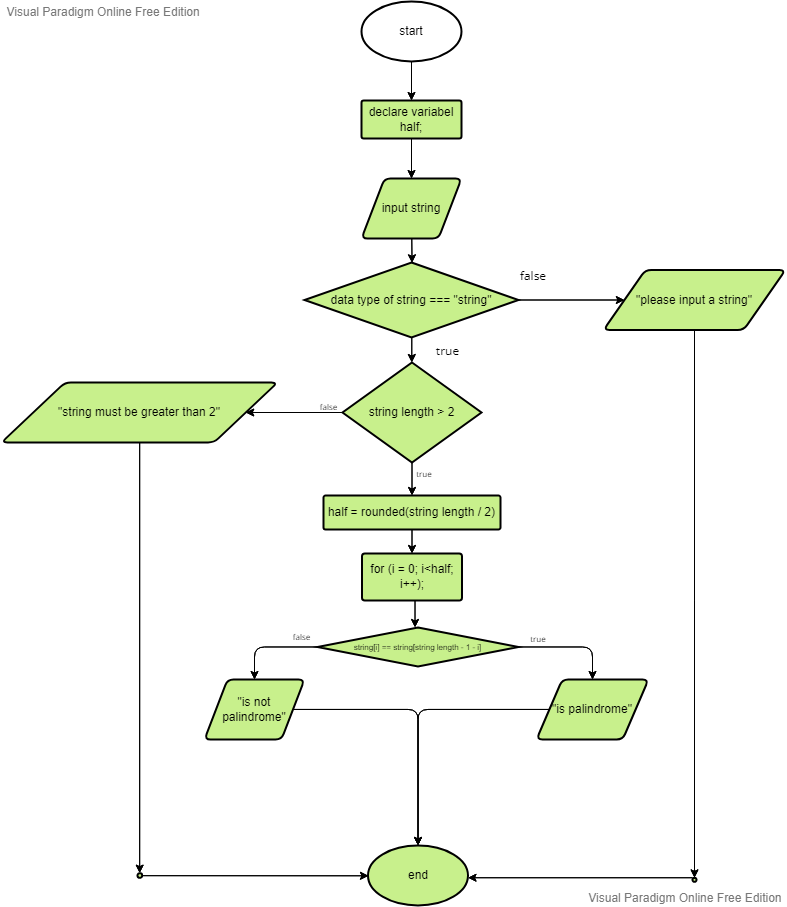 Visual Paradigm Online Free Edition
start
declare variabel
half;
input string
data type of string === "string"
false
"please input a string"
true
string length > 2
false
"string must be greater than 2"
true
half = rounded(string length / 2)
for (i = 0; i<half;
i++);
string[i] == string[string length - 1 - i]
false
true
"is not
palindrome"
"is palindrome"
end
Visual Paradigm Online Free Edition